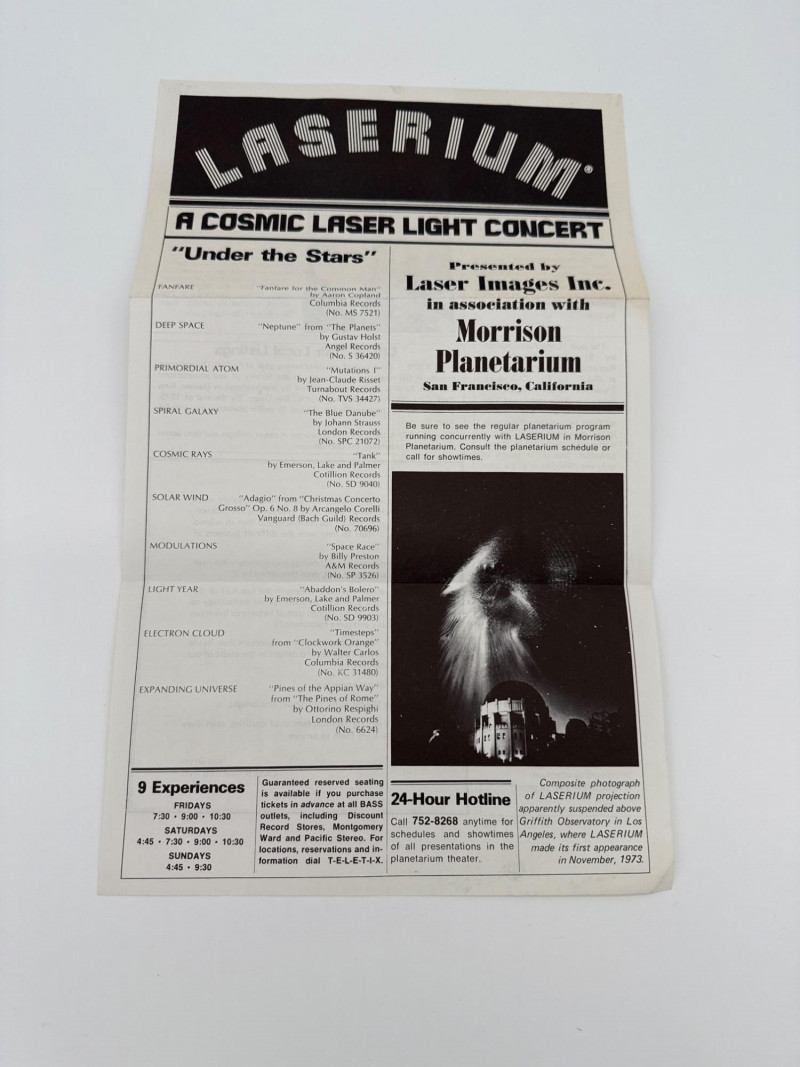 LASERIUM®
A COSMIC LASER LIGHT CONCERT
"Under the Stars"
FANFARE "Fanfare for the Common Man"
by Aaron Copland
Columbia Records
(No. MS 7521)
DEEP SPACE "Neptune" from "The Planets"
by Gustav Holst
Angel Records
(No. S 36420)
PRIMORDIAL ATOM "Mutations I"
by Jean-Claude Risset
Turnabout Records
(No. TVS 34427)
SPIRAL GALAXY "The Blue Danube"
by Johann Strauss
London Records
(No. SPC 21072)
COSMIC RAYS "Tank"
by Emerson, Lake and Palmer
Cotillion Records
(No. SD 9040)
SOLAR WIND "Adagio" from "Christmas Concerto
Grosso" Op. 6 No. 8 by Arcangelo Corelli
Vanguard (Bach Guild) Records
(No. 70696)
MODULATIONS "Space Race"
by Billy Preston
A&M Records
(No. SP 3526)
LIGHT YEAR "Abaddon's Bolero"
by Emerson, Lake and Palmer
Cotillion Records
(No. SD 9903)
ELECTRON CLOUD "Timesteps"
from "Clockwork Orange"
by Walter Carlos
Columbia Records
(No. KC 31480)
EXPANDING UNIVERSE "Pines of the Appian Way"
from "The Pines of Rome"
by Ottorino Respighi
London Records
(No. 6624)
Presented by
Laser Images Inc.
in association with
Morrison
Planetarium
San Francisco, California
Be sure to see the regular planetarium program
running concurrently with LASERIUM in Morrison
Planetarium. Consult the planetarium schedule or
call for showtimes.
9 Experiences
FRIDAYS
7:30 • 9:00 • 10:30
SATURDAYS
4:45 • 7:30 • 9:00 • 10:30
SUNDAYS
4:45 • 9:30
Guaranteed reserved seating
is available if you purchase
tickets in advance at all BASS
outlets, including Discount
Record Stores, Montgomery
Ward and Pacific Stereo. For
locations, reservations and in-
formation dial T-E-L-E-T-I-X.
24-Hour Hotline
Call 752-8268 anytime for
schedules and showtimes
of all presentations in the
planetarium theater.
Composite photograph
of LASERIUM projection
apparently suspended above
Griffith Observatory in Los
Angeles, where LASERIUM
made its first appearance
in November, 1973.